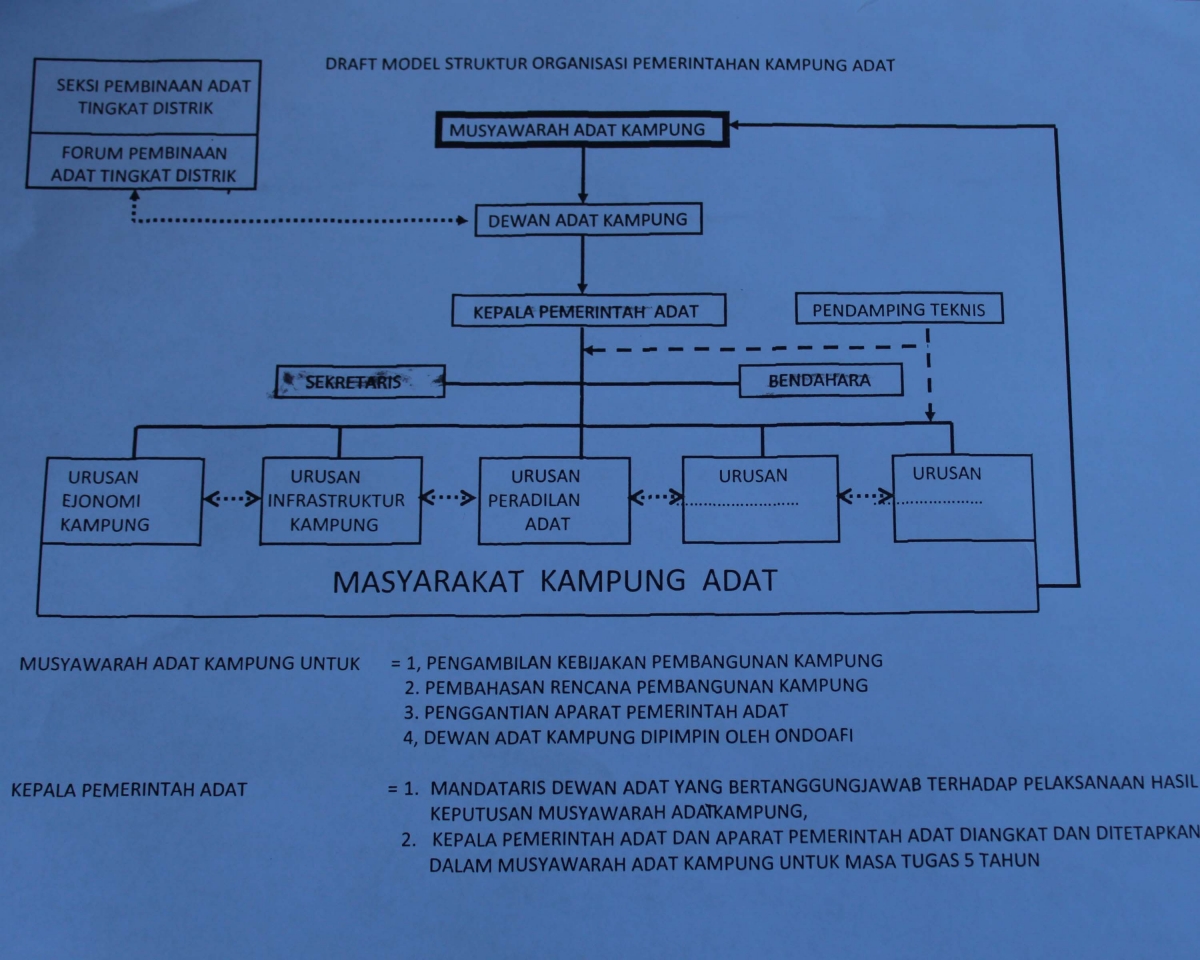 DRAFT MODEL STRUKTUR ORGANISASI PEMERINTAHAN KAMPUNG ADAT
SEKSI PEMBINAAN ADAT
TINGKAT DISTRIK
FORUM PEMBINAAN
ADAT TINGKAT DISTRIK
MUSYAWARAH ADAT KAMPUNG
DEWAN ADAT KAMPUNG
KEPALA PEMERINTAH ADAT
PENDAMPING TEKNIS
SEKRETARIS
BENDAHARA
URUSAN
EJONOMI
KAMPUNG
URUSAN
INFRASTRUKTUR
KAMPUNG
URUSAN
PERADILAN
ADAT
URUSAN
........................
URUSAN
......................
MASYARAKAT KAMPUNG ADAT
MUSYAWARAH ADAT KAMPUNG UNTUK = 1, PENGAMBILAN KEBIJAKAN PEMBANGUNAN KAMPUNG
2. PEMBAHASAN RENCANA PEMBANGUNAN KAMPUNG
3. PENGGANTIAN APARAT PEMERINTAH ADAT
4, DEWAN ADAT KAMPUNG DIPIMPIN OLEH ONDOAFI
KEPALA PEMERINTAH ADAT = 1. MANDATARIS DEWAN ADAT YANG BERTANGGUNGJAWAB TERHADAP PELAKSANAAN HASIL
KEPUTUSAN MUSYAWARAH ADATKAMPUNG,
2. KEPALA PEMERINTAH ADAT DAN APARAT PEMERINTAH ADAT DIANGKAT DAN DITETAPKAN
DALAM MUSYAWARAH ADAT KAMPUNG UNTUK MASA TUGAS 5 TAHUN